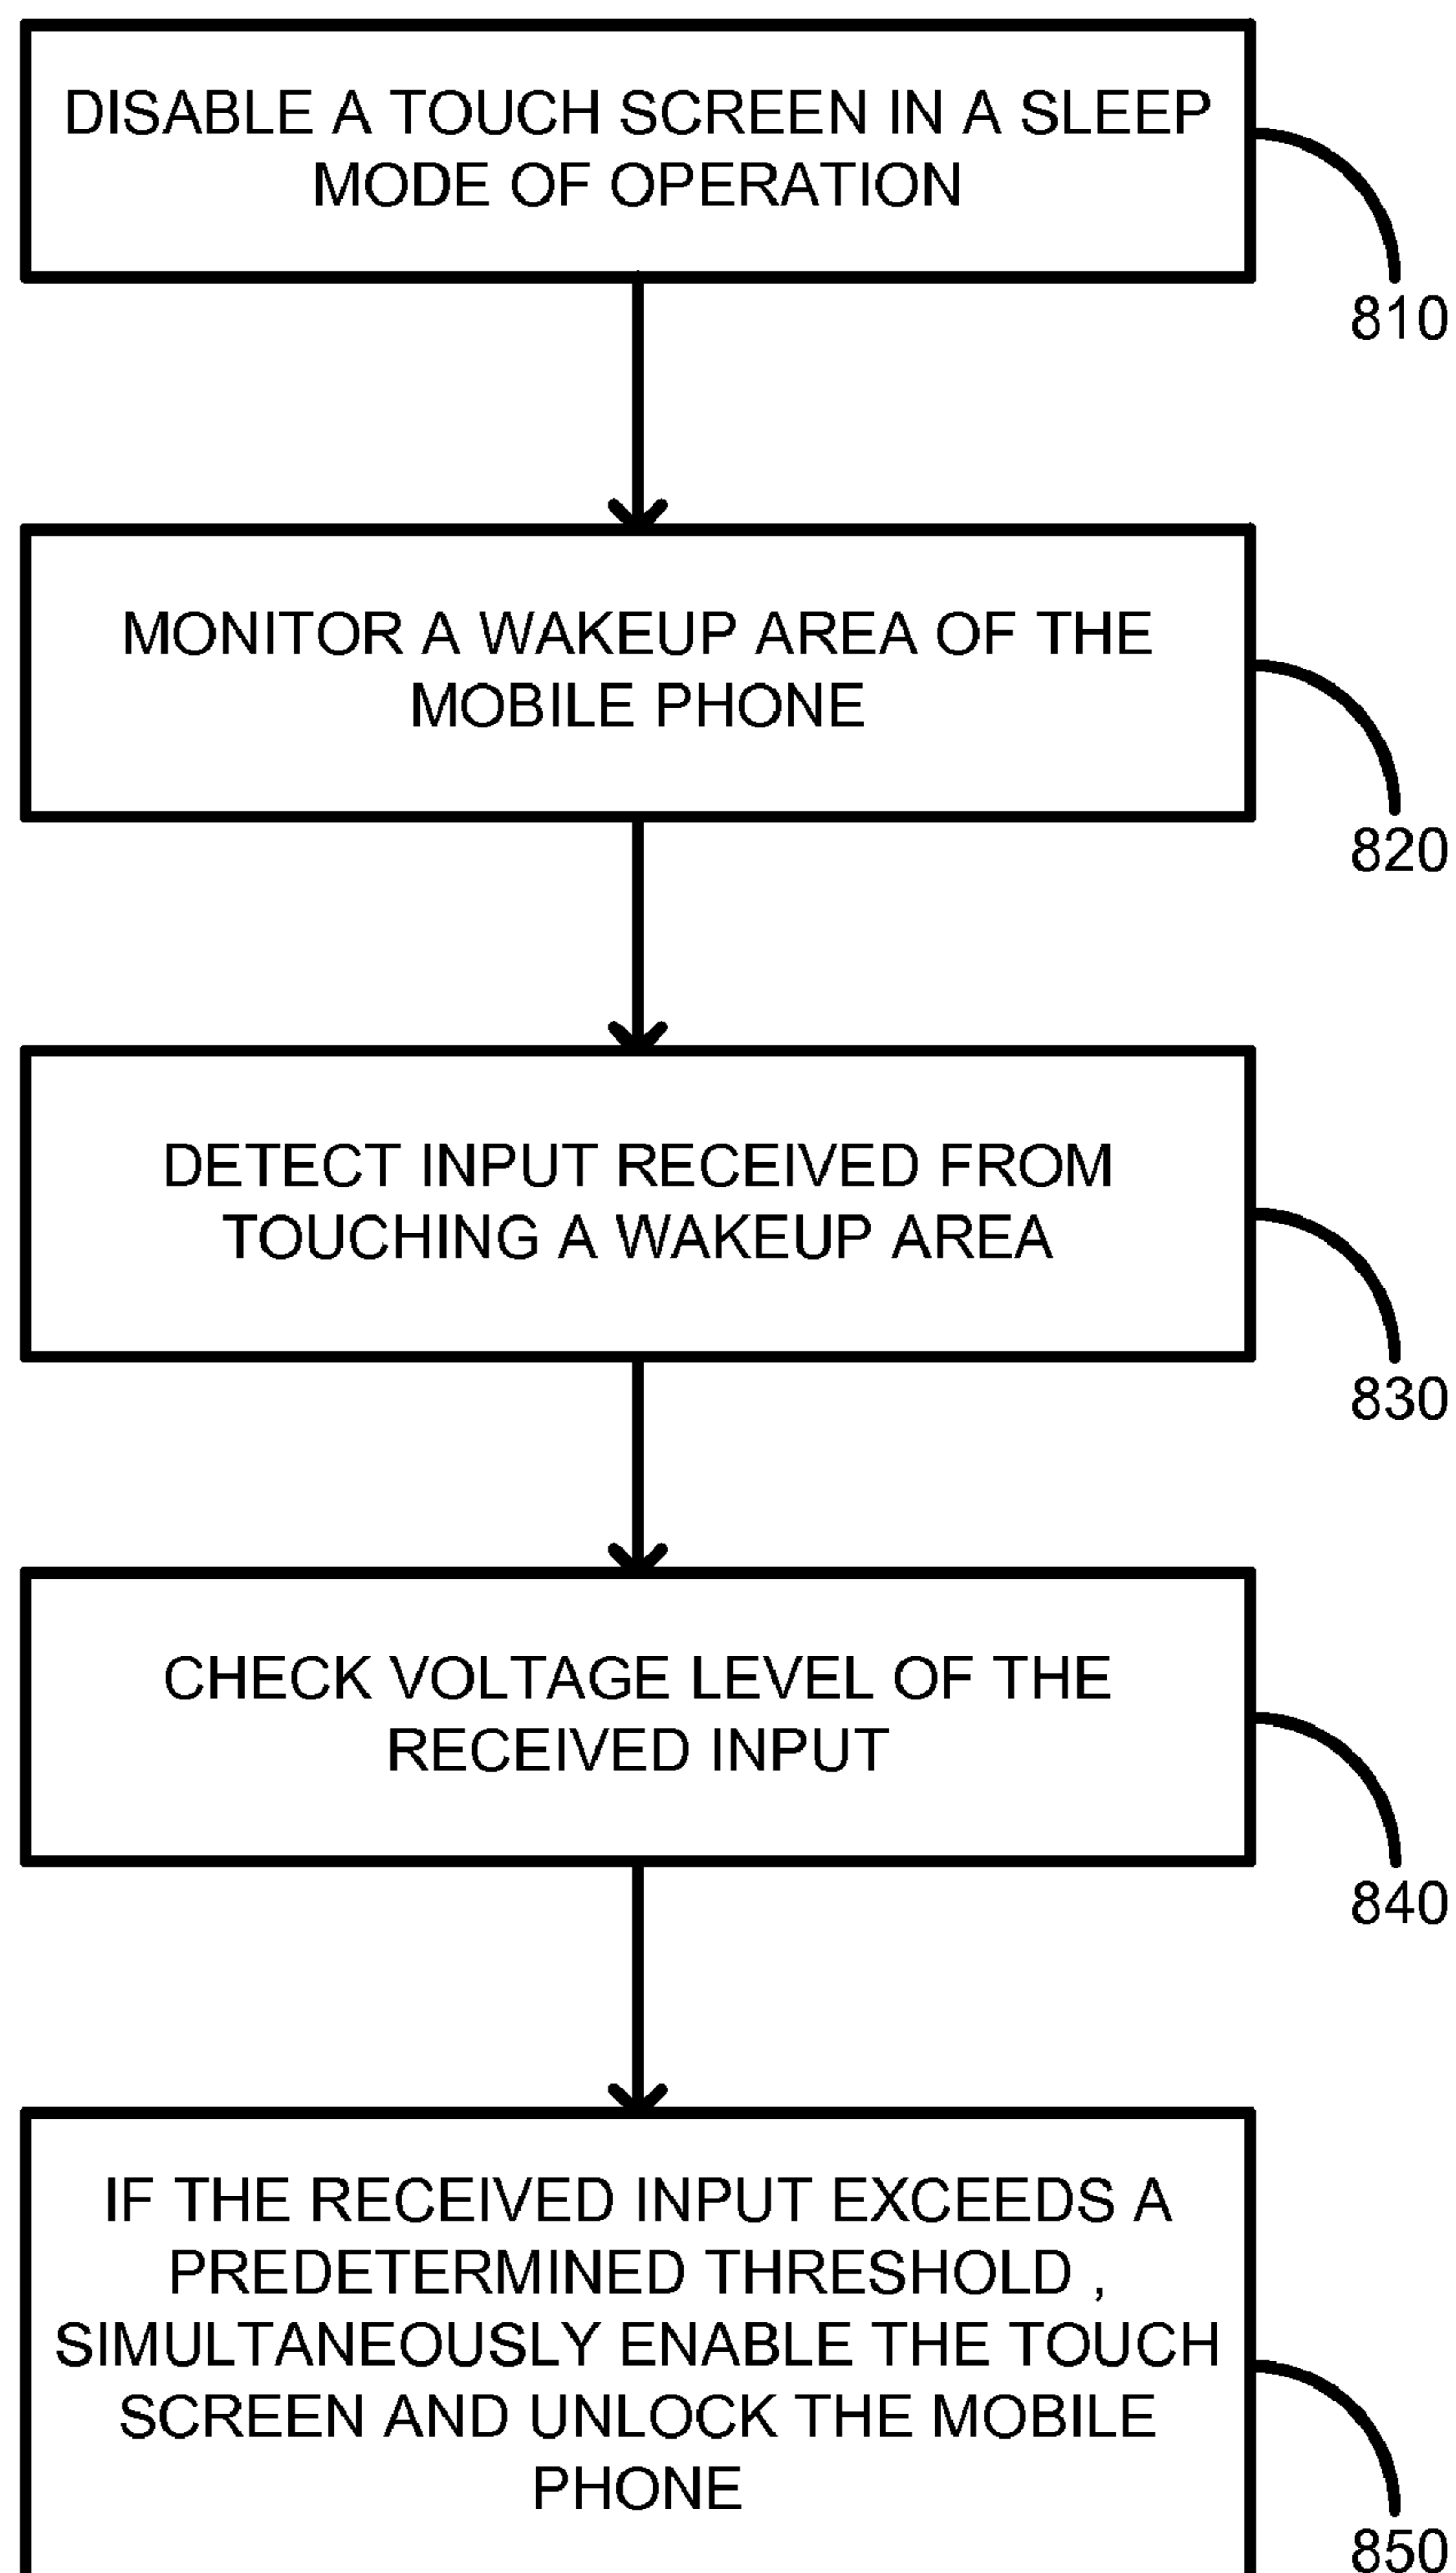 DISABLE A TOUCH SCREEN IN A SLEEP
MODE OF OPERATION
810
MONITOR A WAKEUP AREA OF THE
MOBILE PHONE
820
DETECT INPUT RECEIVED FROM
TOUCHING A WAKEUP AREA
830
CHECK VOLTAGE LEVEL OF THE
RECEIVED INPUT
840
IF THE RECEIVED INPUT EXCEEDS A
PREDETERMINED THRESHOLD ,
SIMULTANEOUSLY ENABLE THE TOUCH
SCREEN AND UNLOCK THE MOBILE
PHONE
850